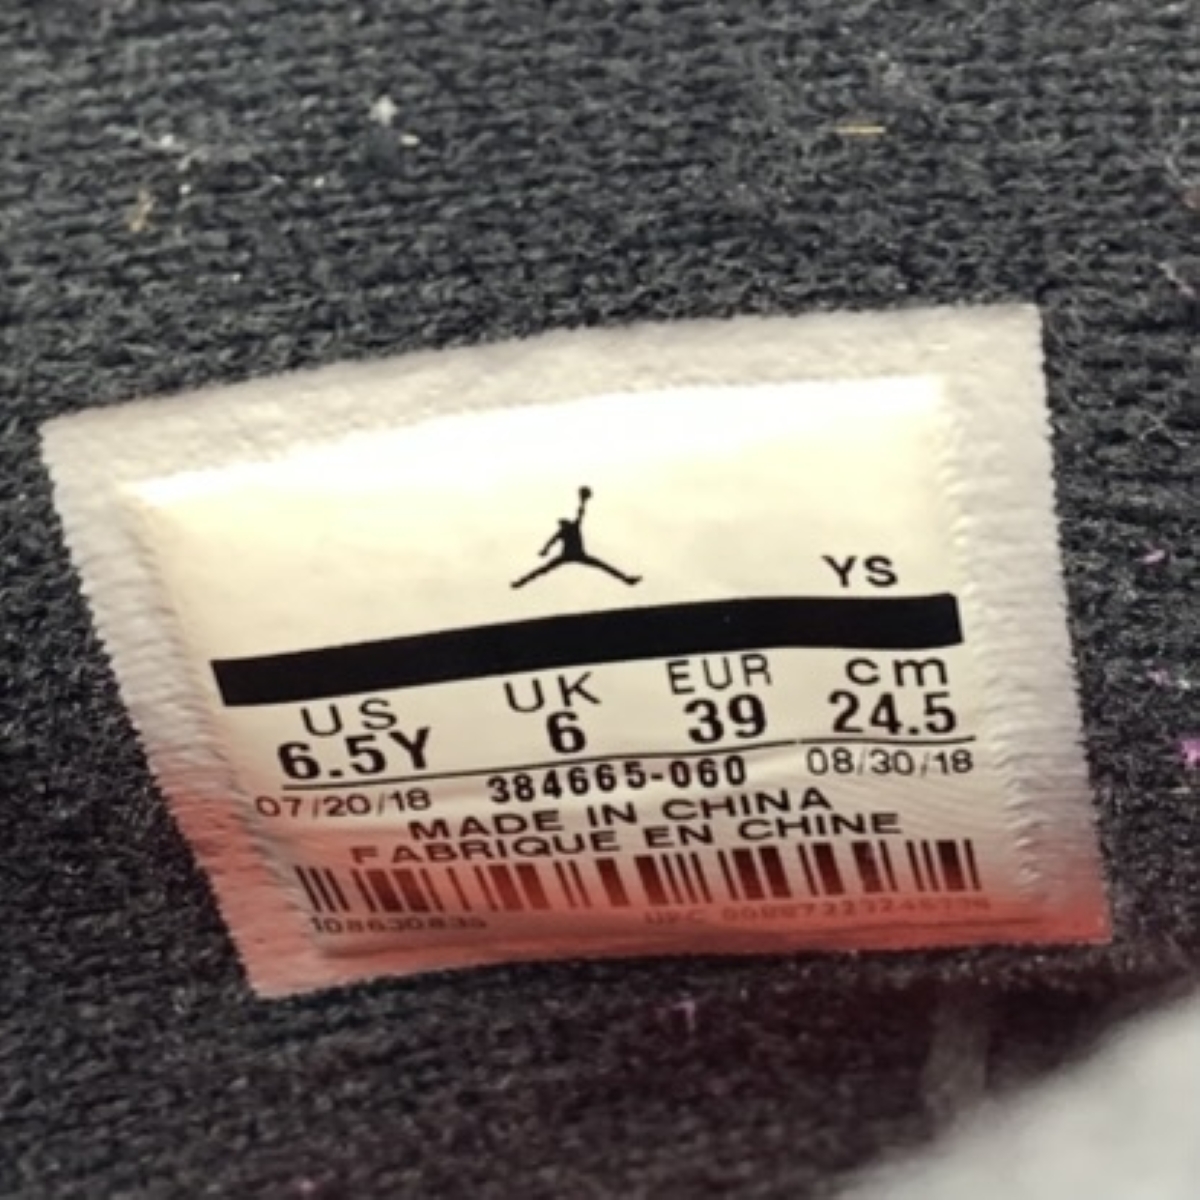 YS
US UK EUR cm
6.5Y 6 39 24.5
07/20/18 384665-060 08/30/18
MADE IN CHINA
FABRIQUE EN CHINE
UPC